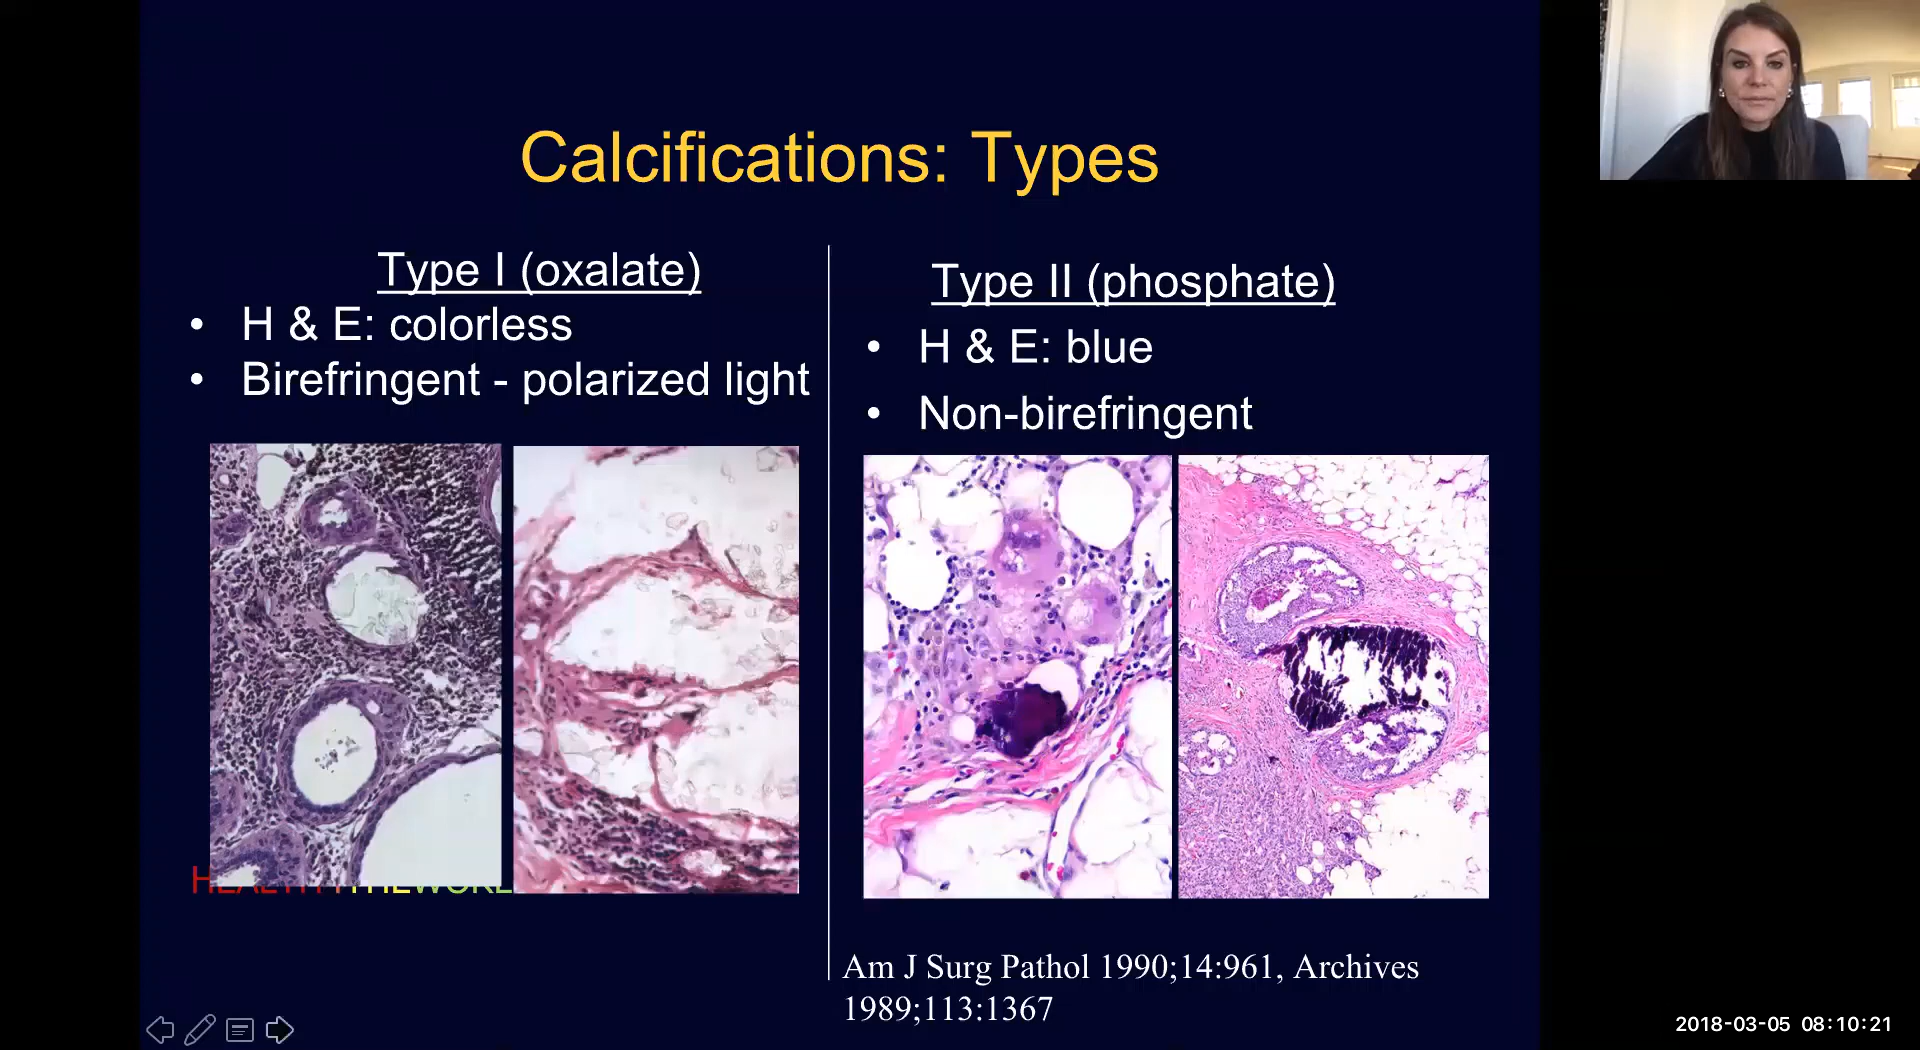 Calcifications: Types
Type I (oxalate)
• H & E: colorless
• Birefringent - polarized light
Type II (phosphate)
• H & E: blue
• Non-birefringent
Am J Surg Pathol 1990;14:961, Archives
1989;113:1367
2018-03-05 08:10:21